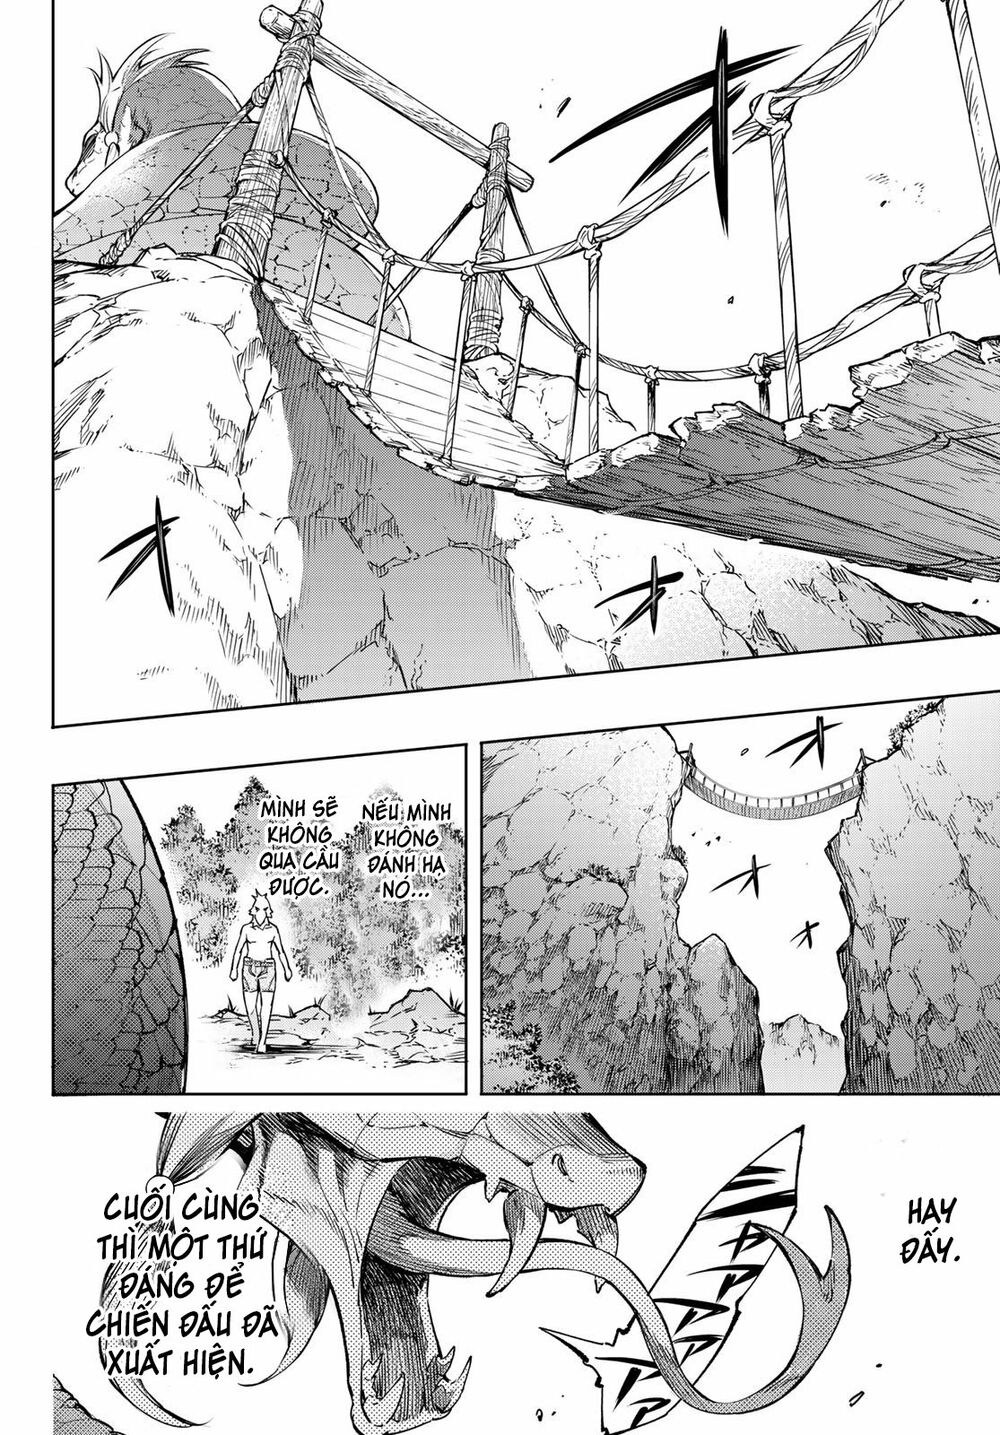 NẾU MÌNH
KHÔNG
ĐÁNH HẠ
NÓ...
MÌNH SẼ
KHÔNG
QUA CẦU
ĐƯỢC.
HAY
ĐẤY.
CUỐI CÙNG
THÌ MỘT THỨ
ĐÁNG ĐỂ
CHIẾN ĐẤU ĐÃ
XUẤT HIỆN.